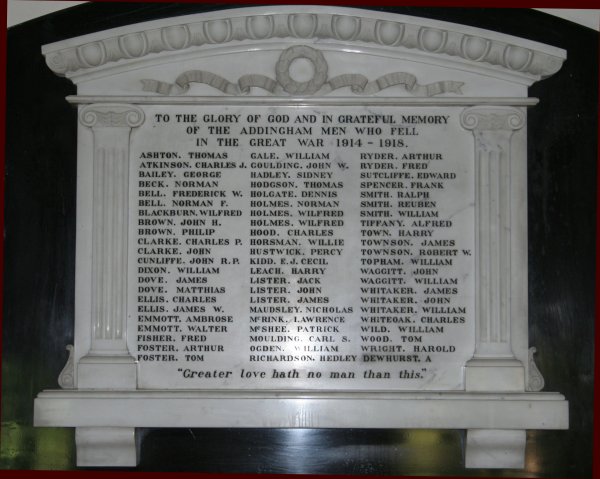 TO THE GLORY OF GOD AND IN GRATEFUL MEMORY
OF THE ADDINGHAM MEN WHO FELL
IN THE GREAT WAR 1914 - 1918.
ASHTON. THOMAS
ATKINSON. CHARLES J.
BAILEY. GEORGE
BECK. NORMAN
BELL. FREDERICK W.
BELL. NORMAN F.
BLACKBURN. WILFRED
BROWN. JOHN H.
BROWN. PHILIP
CLARKE. CHARLES P.
CLARKE. JOHN
CUNLIFFE. JOHN R.P.
DIXON. WILLIAM
DOVE. JAMES
DOVE. MATTHIAS
ELLIS. CHARLES
ELLIS. JAMES W.
EMMOTT. AMBROSE
EMMOTT. WALTER
FISHER. FRED
FOSTER. ARTHUR
FOSTER. TOM
GALE. WILLIAM
GOULDING. JOHN W.
HADLEY. SIDNEY
HODGSON. THOMAS
HOLGATE. DENNIS
HOLMES. NORMAN
HOLMES. WILFRED
HOLMES. WILFRED
HOOD. CHARLES
HORSMAN. WILLIE
HUSTWICK. PERCY
KIDD. E.J. CECIL
LEACH. HARRY
LISTER. JACK
LISTER. JOHN
LISTER. JAMES
MAUDSLEY. NICHOLAS
McRINK. LAWRENCE
McSHEE. PATRICK
MOULDING. CARL S.
OGDEN. WILLIAM
RICHARDSON. HEDLEY
RYDER. ARTHUR
RYDER. FRED
SUTCLIFFE. EDWARD
SPENCER. FRANK
SMITH. RALPH
SMITH. REUBEN
SMITH. WILLIAM
TIFFANY. ALFRED
TOWN. HARRY
TOWNSON. JAMES
TOWNSON. ROBERT W.
TOPHAM. WILLIAM
WAGGITT. JOHN
WAGGITT. WILLIAM
WHITAKER. JAMES
WHITAKER. JOHN
WHITAKER. WILLIAM
WHITEOAK. CHARLES
WILD. WILLIAM
WOOD. TOM
WRIGHT. HAROLD
DEWHURST. A
"Greater love hath no man than this."